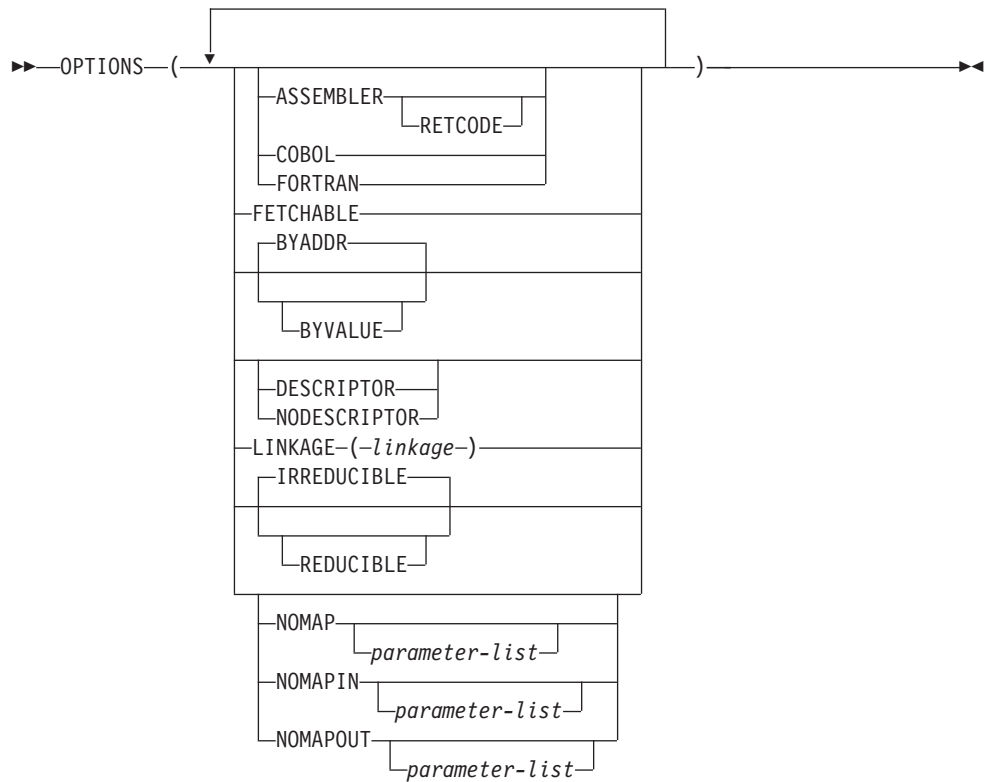 OPTIONS ( )
ASSEMBLER
RETCODE
COBOL
FORTRAN
FETCHABLE
BYADDR
BYVALUE
DESCRIPTOR
NODESCRIPTOR
LINKAGE (linkage)
IRREDUCIBLE
REDUCIBLE
NOMAP
parameter-list
NOMAPIN
parameter-list
NOMAPOUT
parameter-list